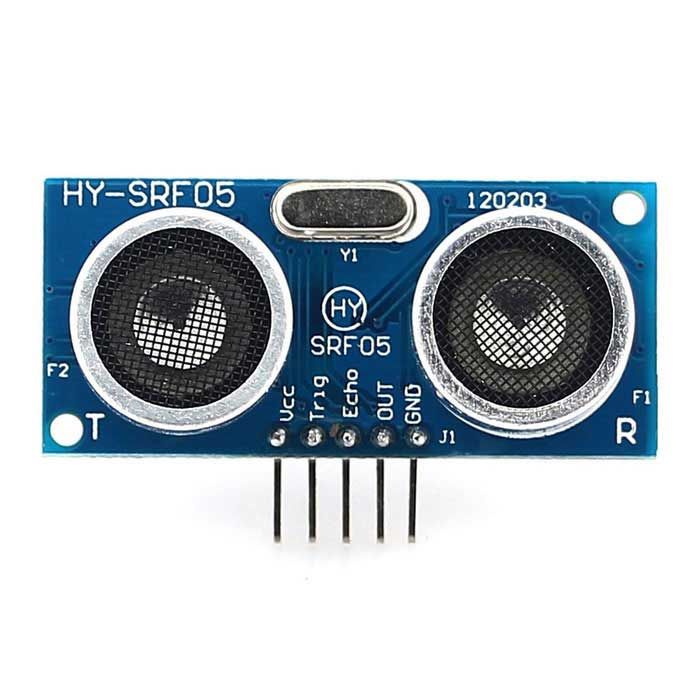 HY-SRF05
120203
Y1
HY
SRF05
F2
F1
Vcc
Trig
Echo
OUT
GND
J1
T
R